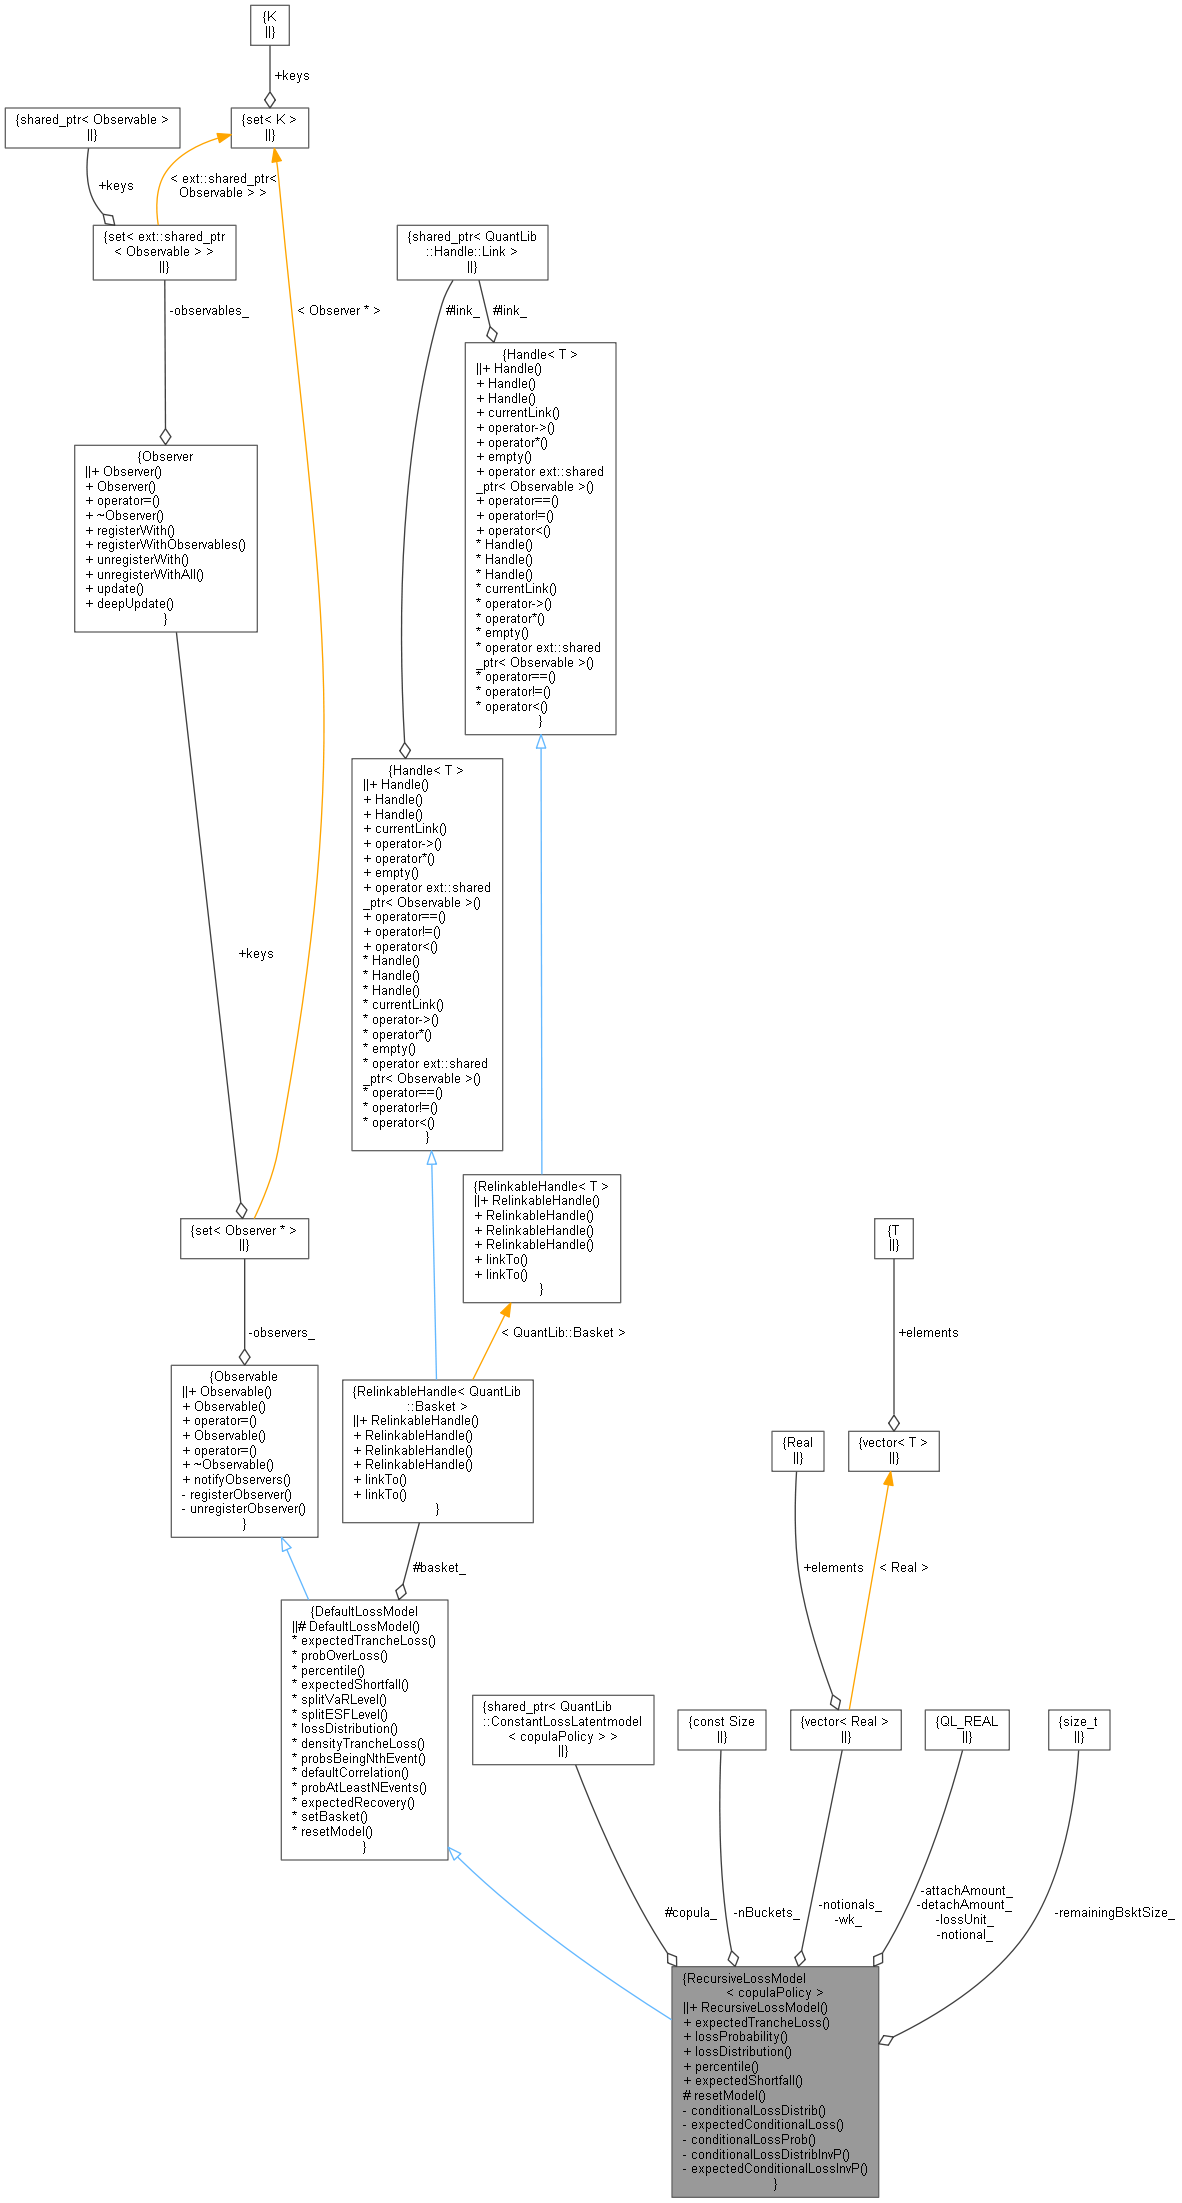 {K
||}
+keys
{shared_ptr< Observable >
||}
{set< K >
||}
+keys
< ext::shared_ptr<
Observable > >
{set< ext::shared_ptr
< Observable > >
||}
{shared_ptr< QuantLib
::Handle::Link >
||}
-observables_
< Observer * >
#link_
#link_
{Handle< T >
||+ Handle()
+ Handle()
+ Handle()
+ currentLink()
+ operator->()
+ operator*()
+ empty()
+ operator ext::shared
_ptr< Observable >()
+ operator==()
+ operator!=()
+ operator<()
* Handle()
* Handle()
* Handle()
* currentLink()
* operator->()
* operator*()
* empty()
* operator ext::shared
_ptr< Observable >()
* operator==()
* operator!=()
* operator<()
}
{Observer
||+ Observer()
+ Observer()
+ operator=()
+ ~Observer()
+ registerWith()
+ registerWithObservables()
+ unregisterWith()
+ unregisterWithAll()
+ update()
+ deepUpdate()
}
{Handle< T >
||+ Handle()
+ Handle()
+ Handle()
+ currentLink()
+ operator->()
+ operator*()
+ empty()
+ operator ext::shared
_ptr< Observable >()
+ operator==()
+ operator!=()
+ operator<()
* Handle()
* Handle()
* Handle()
* currentLink()
* operator->()
* operator*()
* empty()
* operator ext::shared
_ptr< Observable >()
* operator==()
* operator!=()
* operator<()
}
+keys
{RelinkableHandle< T >
||+ RelinkableHandle()
+ RelinkableHandle()
+ RelinkableHandle()
+ RelinkableHandle()
+ linkTo()
+ linkTo()
}
{set< Observer * >
||}
{T
||}
-observers_
< QuantLib::Basket >
+elements
{Observable
||+ Observable()
+ Observable()
+ operator=()
+ Observable()
+ operator=()
+ ~Observable()
+ notifyObservers()
- registerObserver()
- unregisterObserver()
}
{RelinkableHandle< QuantLib
::Basket >
||+ RelinkableHandle()
+ RelinkableHandle()
+ RelinkableHandle()
+ RelinkableHandle()
+ linkTo()
+ linkTo()
}
{Real
||}
{vector< T >
||}
#basket_
+elements
< Real >
{DefaultLossModel
||# DefaultLossModel()
* expectedTrancheLoss()
* probOverLoss()
* percentile()
* expectedShortfall()
* splitVaRLevel()
* splitESFLevel()
* lossDistribution()
* densityTrancheLoss()
* probsBeingNthEvent()
* defaultCorrelation()
* probAtLeastNEvents()
* expectedRecovery()
* setBasket()
* resetModel()
}
{shared_ptr< QuantLib
::ConstantLossLatentmodel
< copulaPolicy > >
||}
{const Size
||}
{vector< Real >
||}
{QL_REAL
||}
{size_t
||}
#copula_
-nBuckets_
-notionals_
-wk_
-attachAmount_
-detachAmount_
-lossUnit_
-notional_
-remainingBsktSize_
{RecursiveLossModel
< copulaPolicy >
||+ RecursiveLossModel()
+ expectedTrancheLoss()
+ lossProbability()
+ lossDistribution()
+ percentile()
+ expectedShortfall()
# resetModel()
- conditionalLossDistrib()
- expectedConditionalLoss()
- conditionalLossProb()
- conditionalLossDistribInvP()
- expectedConditionalLossInvP()
}